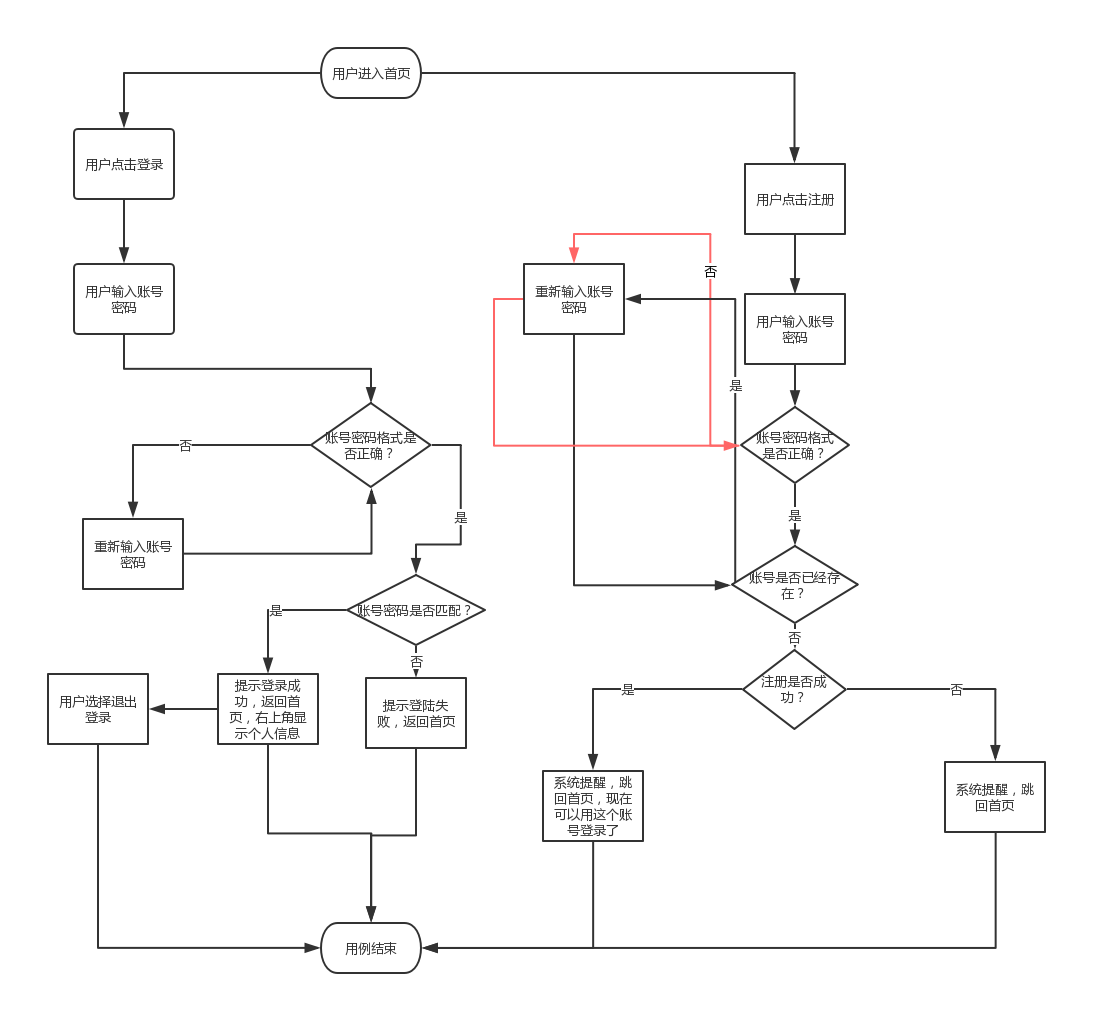 用户进入首页
用户点击登录
用户点击注册
用户输入账号
密码
重新输入账号
密码
否
用户输入账号
密码
是
账号密码格式是
否正确？
否
账号密码格式
是否正确？
是
是
重新输入账号
密码
账号是否已经存
在？
账号密码是否匹配？
是
否
否
提示登录成
功，返回首
页，右上角显
示个人信息
用户选择退出
登录
提示登陆失
败，返回首页
注册是否成
功？
是
否
系统提醒，跳
回首页，现在
可以用这个账
号登录了
系统提醒，跳
回首页
用例结束